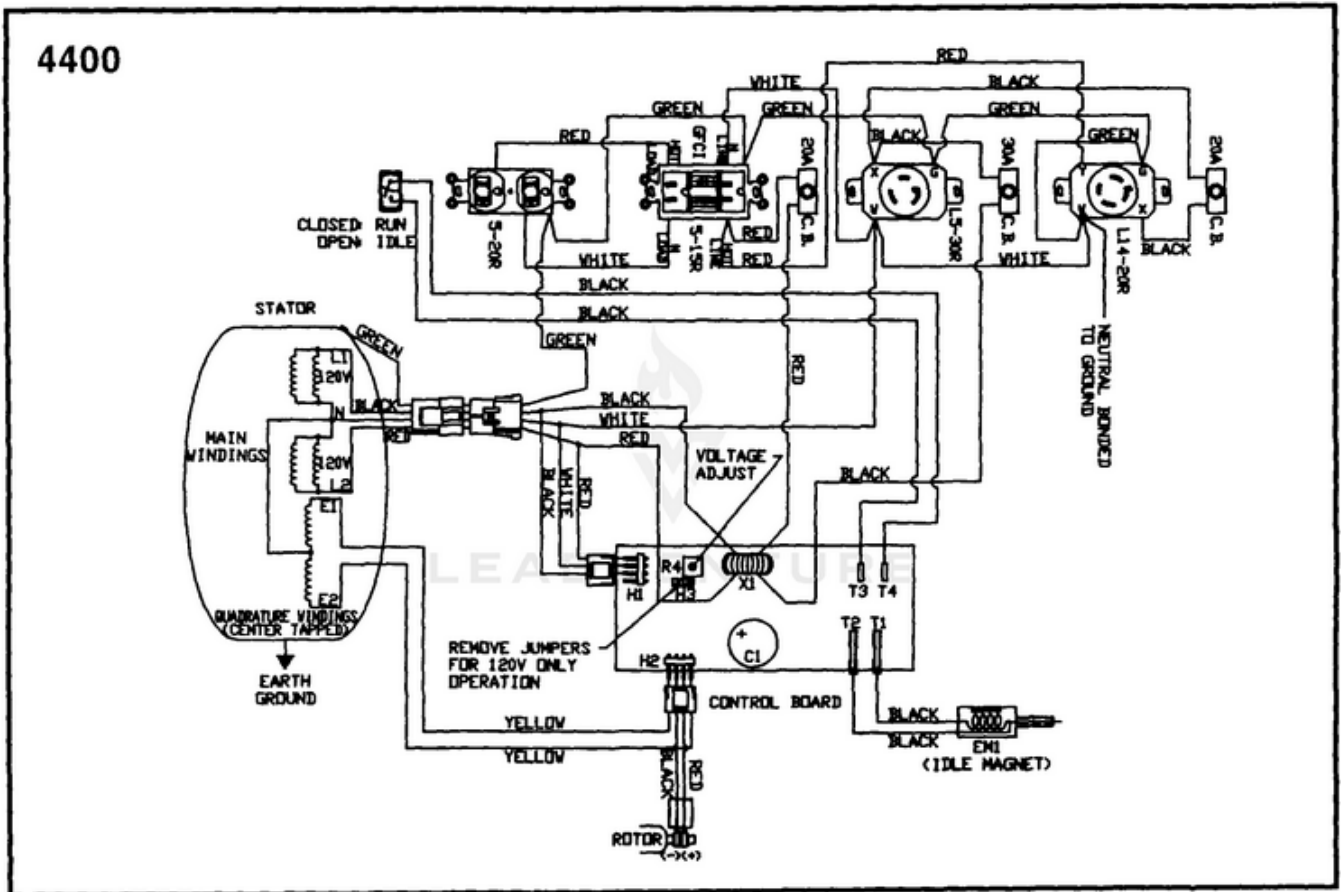 4400
RED
WHITE
BLACK
GREEN
GREEN
GREEN
RED
HOT
LOAD
GFCI
LINE
N
20A
BLACK
30A
GREEN
20A
X
G
Y
G
X
W
W
CLOSED: RUN
OPEN: IDLE
5-20R
WHITE
LOAD
N
5-15R
LINE
HOT
RED
RED
C.B.
L5-30R
C.B.
WHITE
L14-20R
BLACK
C.B.
BLACK
BLACK
STATOR
GREEN
GREEN
RED
NEUTRAL BONDED
TO GROUND
L1
120V
BLACK
N
RED
MAIN
WINDINGS
120V
L2
BLACK
WHITE
RED
BLACK
WHITE
RED
VOLTAGE
ADJUST
BLACK
E1
E2
QUADRATURE WINDINGS
(CENTER TAPPED)
EARTH
GROUND
LEADVENTURE
R4
H1
H3
X1
T3 T4
T2 T1
C1
+
H2
REMOVE JUMPERS
FOR 120V ONLY
OPERATION
CONTROL BOARD
YELLOW
YELLOW
BLACK
RED
BLACK
BLACK
EM1
(IDLE MAGNET)
ROTOR
(-)(+)